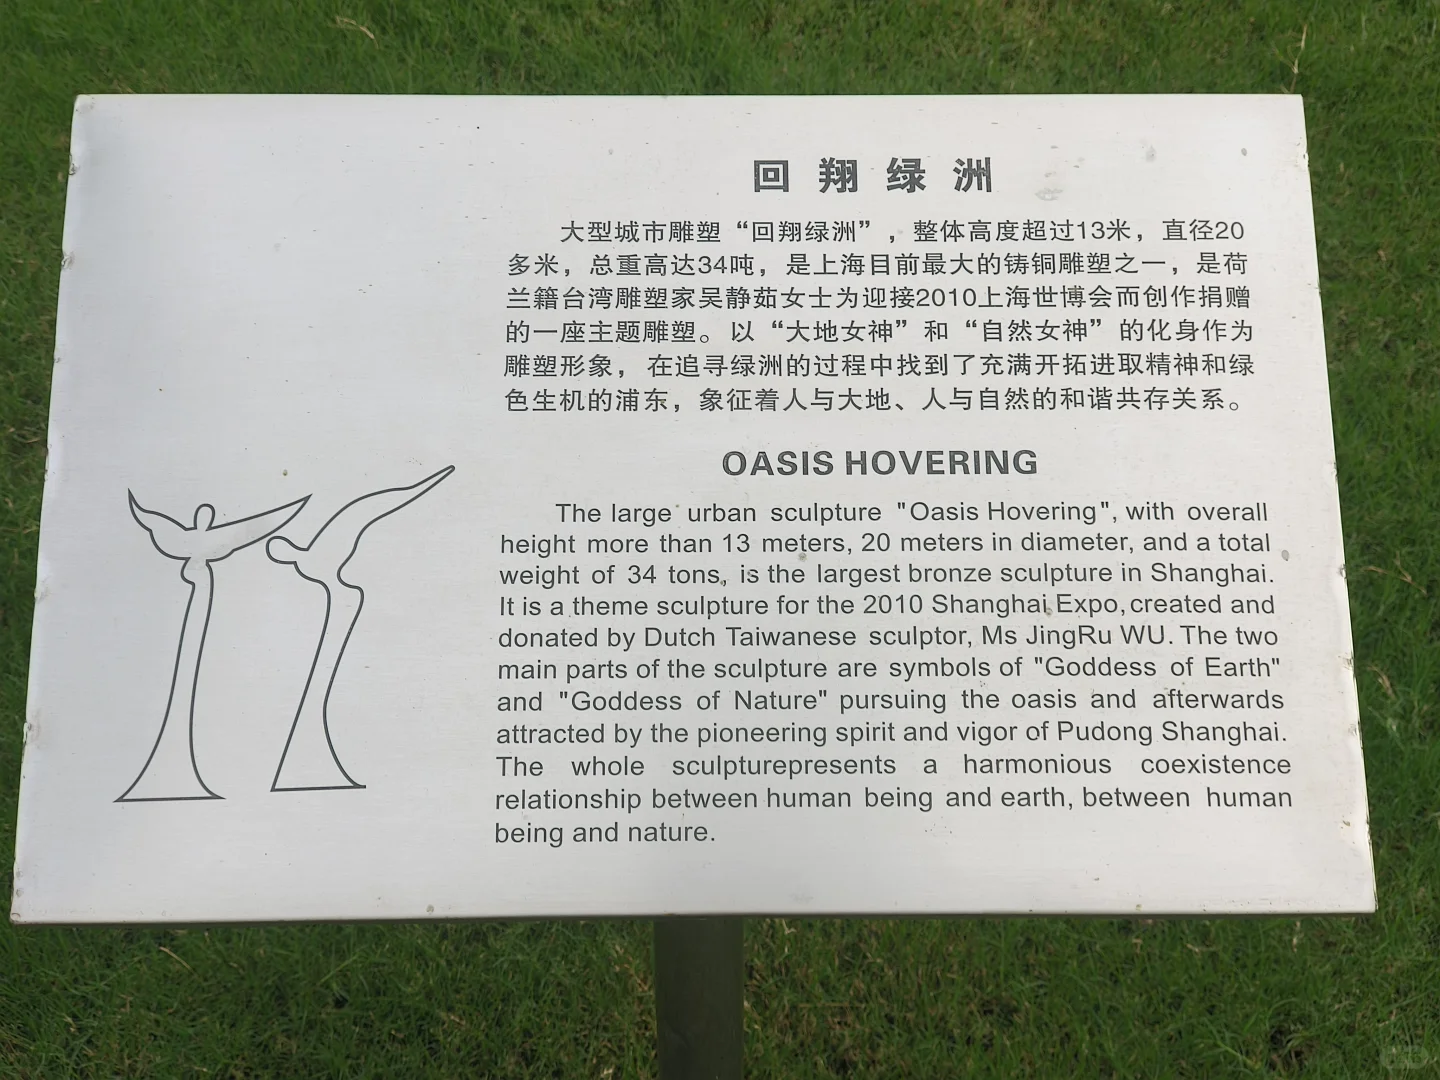 回翔绿洲
大型城市雕塑“回翔绿洲”，整体高度超过13米，直径20
多米，总重高达34吨，是上海目前最大的铸铜雕塑之一，是荷
兰籍台湾雕塑家吴静茹女士为迎接2010上海世博会而创作捐赠
的一座主题雕塑。以“大地女神”和“自然女神”的化身作为
雕塑形象，在追寻绿洲的过程中找到了充满开拓进取精神和绿
色生机的浦东，象征着人与大地、人与自然的和谐共存关系。
OASIS HOVERING
The large urban sculpture "Oasis Hovering", with overall
height more than 13 meters, 20 meters in diameter, and a total
weight of 34 tons, is the largest bronze sculpture in Shanghai.
It is a theme sculpture for the 2010 Shanghai Expo, created and
donated by Dutch Taiwanese sculptor, Ms JingRu WU. The two
main parts of the sculpture are symbols of "Goddess of Earth"
and "Goddess of Nature" pursuing the oasis and afterwards
attracted by the pioneering spirit and vigor of Pudong Shanghai.
The whole sculpturepresents a harmonious coexistence
relationship between human being and earth, between human
being and nature.